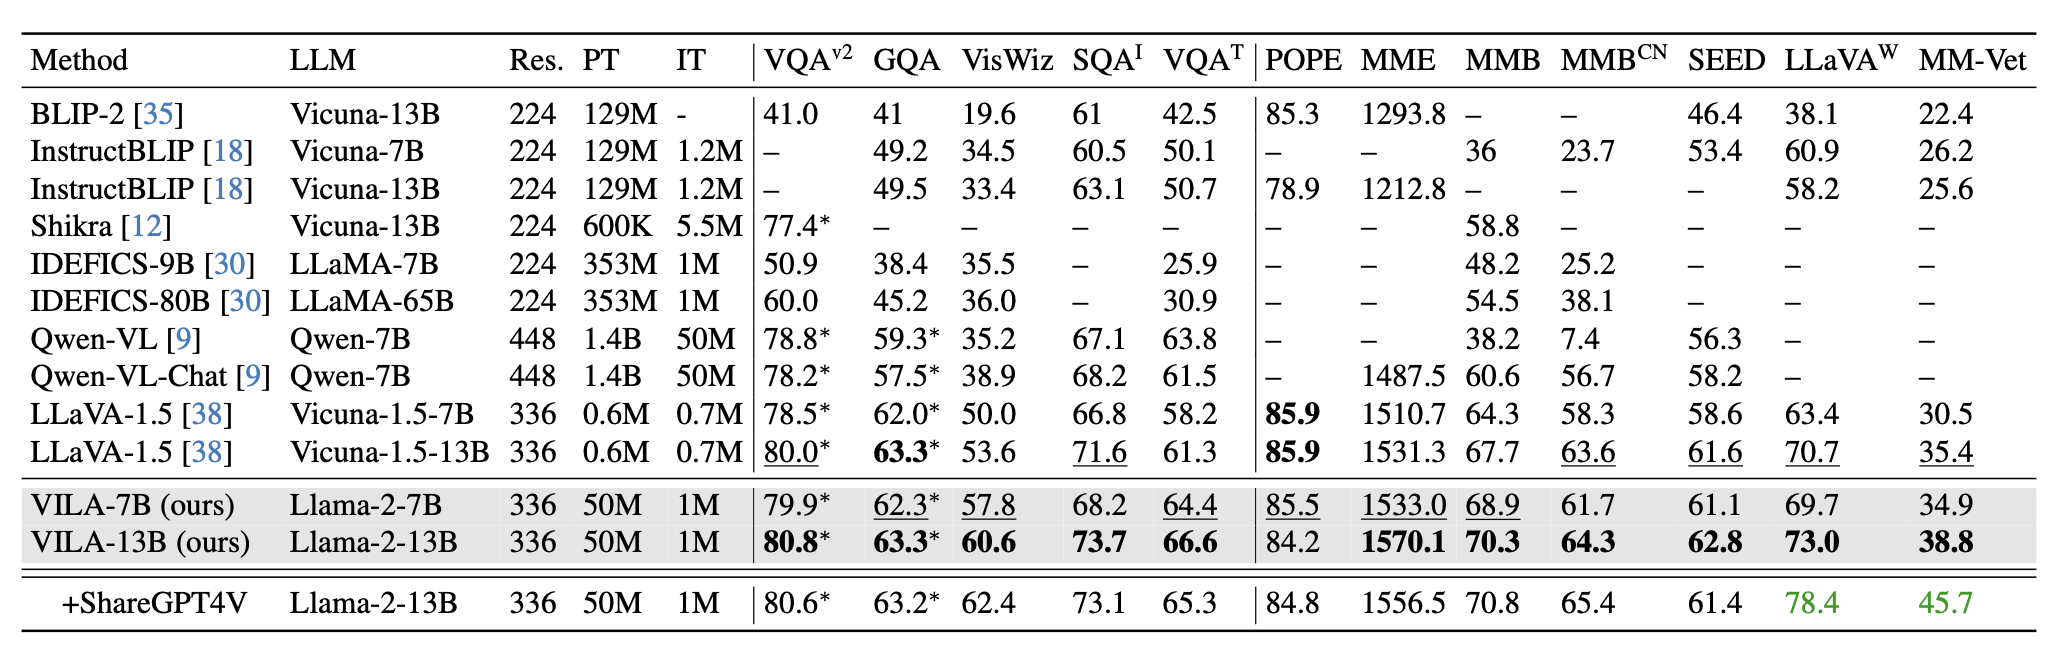 Method LLM Res. PT IT VQAv2 GQA VisWiz SQAI VQAT POPE MME MMB MMBCN SEED LLaVAW MM-Vet
BLIP-2 [35] Vicuna-13B 224 129M - 41.0 41 19.6 61 42.5 85.3 1293.8 – – 46.4 38.1 22.4
InstructBLIP [18] Vicuna-7B 224 129M 1.2M – 49.2 34.5 60.5 50.1 – – 36 23.7 53.4 60.9 26.2
InstructBLIP [18] Vicuna-13B 224 129M 1.2M – 49.5 33.4 63.1 50.7 78.9 1212.8 – – – 58.2 25.6
Shikra [12] Vicuna-13B 224 600K 5.5M 77.4* – – – – – – 58.8 – – – –
IDEFICS-9B [30] LLaMA-7B 224 353M 1M 50.9 38.4 35.5 – 25.9 – – 48.2 25.2 – – –
IDEFICS-80B [30] LLaMA-65B 224 353M 1M 60.0 45.2 36.0 – 30.9 – – 54.5 38.1 – – –
Qwen-VL [9] Qwen-7B 448 1.4B 50M 78.8* 59.3* 35.2 67.1 63.8 – – 38.2 7.4 56.3 – –
Qwen-VL-Chat [9] Qwen-7B 448 1.4B 50M 78.2* 57.5* 38.9 68.2 61.5 – 1487.5 60.6 56.7 58.2 – –
LLaVA-1.5 [38] Vicuna-1.5-7B 336 0.6M 0.7M 78.5* 62.0* 50.0 66.8 58.2 85.9 1510.7 64.3 58.3 58.6 63.4 30.5
LLaVA-1.5 [38] Vicuna-1.5-13B 336 0.6M 0.7M 80.0* 63.3* 53.6 71.6 61.3 85.9 1531.3 67.7 63.6 61.6 70.7 35.4
VILA-7B (ours) Llama-2-7B 336 50M 1M 79.9* 62.3* 57.8 68.2 64.4 85.5 1533.0 68.9 61.7 61.1 69.7 34.9
VILA-13B (ours) Llama-2-13B 336 50M 1M 80.8* 63.3* 60.6 73.7 66.6 84.2 1570.1 70.3 64.3 62.8 73.0 38.8
+ShareGPT4V Llama-2-13B 336 50M 1M 80.6* 63.2* 62.4 73.1 65.3 84.8 1556.5 70.8 65.4 61.4 78.4 45.7